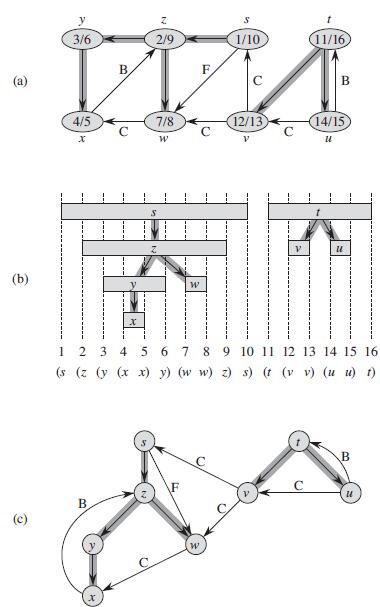 y z s t
3/6 2/9 1/10 11/16
(a) B F C B
4/5 7/8 12/13 14/15
C C C
x w v u
s t
z v u
(b) y w
x
1 2 3 4 5 6 7 8 9 10 11 12 13 14 15 16
(s (z (y (x x) y) (w w) z) s) (t (v v) (u u) t)
s t
C B
F C
B z v u
(c) C
y w
C
x